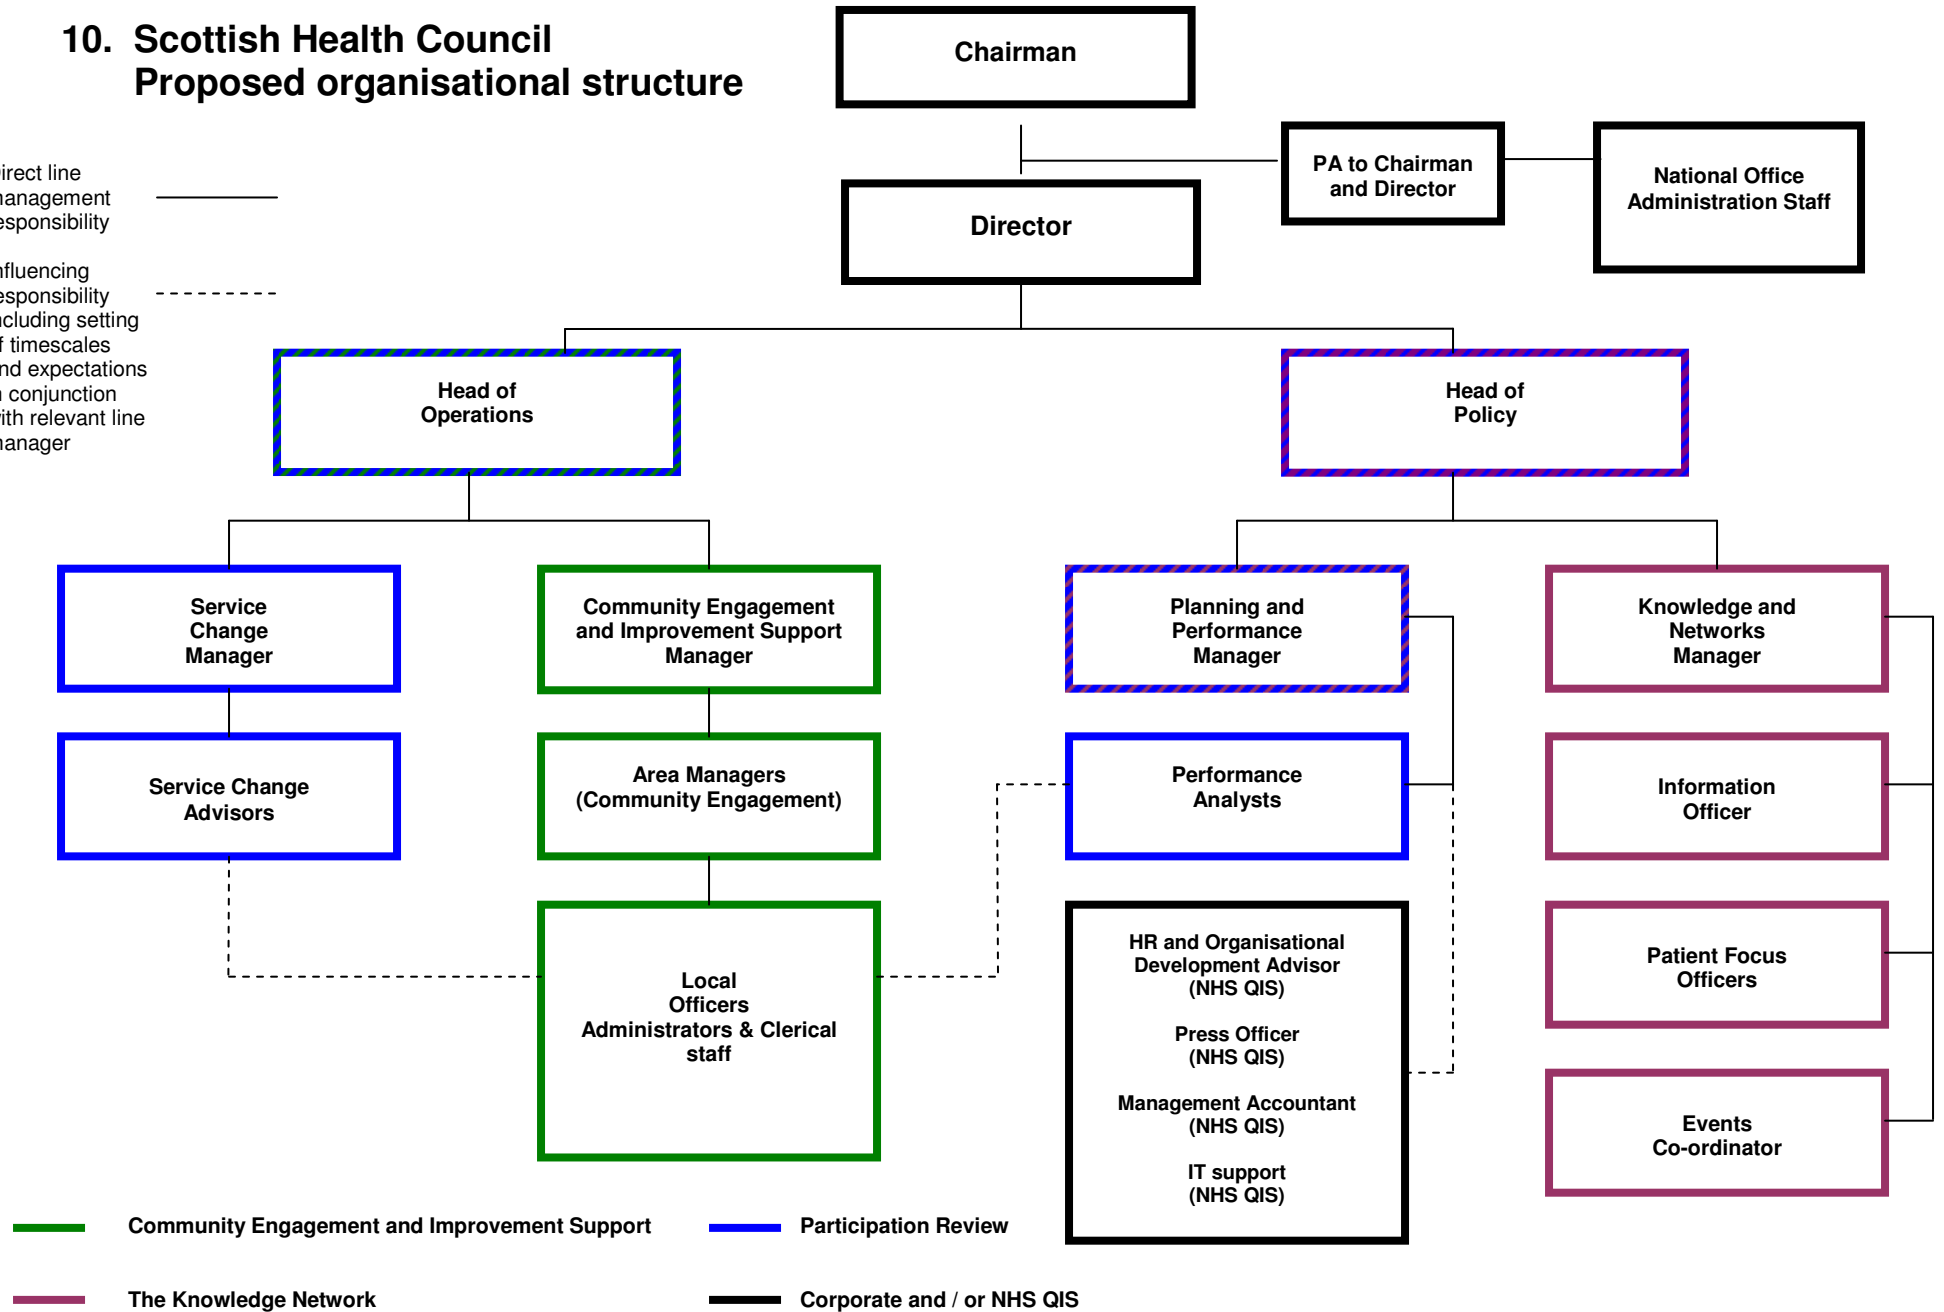 10. Scottish Health Council
Proposed organisational structure
Chairman
PA to Chairman
and Director
National Office
Administration Staff
irect line
anagement
esponsibility
Director
nfluencing
esponsibility
ncluding setting
f timescales
nd expectations
n conjunction
ith relevant line
anager
Head of
Operations
Head of
Policy
Service
Change
Manager
Community Engagement
and Improvement Support
Manager
Planning and
Performance
Manager
Knowledge and
Networks
Manager
Service Change
Advisors
Area Managers
(Community Engagement)
Performance
Analysts
Information
Officer
Local
Officers
Administrators & Clerical
staff
HR and Organisational
Development Advisor
(NHS QIS)
Press Officer
(NHS QIS)
Management Accountant
(NHS QIS)
IT support
(NHS QIS)
Patient Focus
Officers
Events
Co-ordinator
Community Engagement and Improvement Support
Participation Review
The Knowledge Network
Corporate and / or NHS QIS